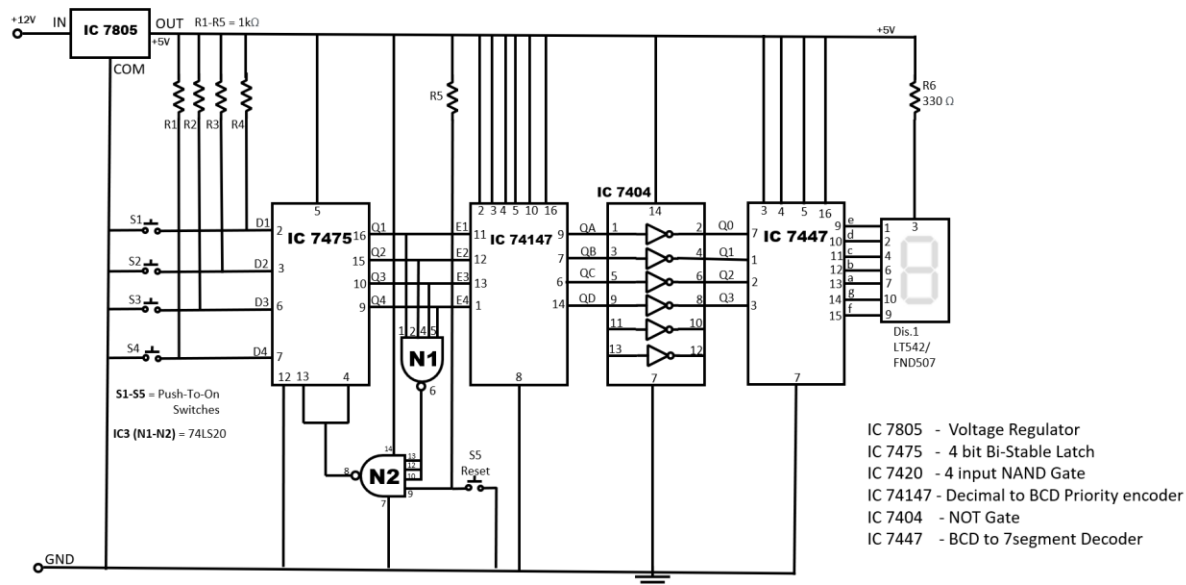 +12V IN IC 7805 OUT R1-R5 = 1kΩ
+5V +5V
COM
R5 R6
330 Ω
R1 R2 R3 R4
IC 7404
5 2 3 4 5 10 16 14 3 4 5 16 3
S1 D1 2 IC 7475 16 Q1 E1 11 IC 74147 9 QA 1 2 Q0 7 IC 7447 9 e 1
10 d 2
S2 D2 3 15 Q2 E2 12 7 QB 3 4 Q1 1 11 c 4
12 b 6
S3 D3 6 10 Q3 E3 13 6 QC 5 6 Q2 2 13 a 7
9 Q4 E4 1 14 QD 9 8 Q3 3 14 g 10
15 f 9
11 10
S4 D4 7 1 2 4 5 13 12
N1
Dis.1
LT542/
FND507
12 13 4 6 8 7 7
S1-S5 = Push-To-On
Switches
IC3 (N1-N2) = 74LS20
14 13
12
10
8 N2 9
7
S5
Reset
IC 7805 - Voltage Regulator
IC 7475 - 4 bit Bi-Stable Latch
IC 7420 - 4 input NAND Gate
IC 74147 - Decimal to BCD Priority encoder
IC 7404 - NOT Gate
IC 7447 - BCD to 7segment Decoder
GND